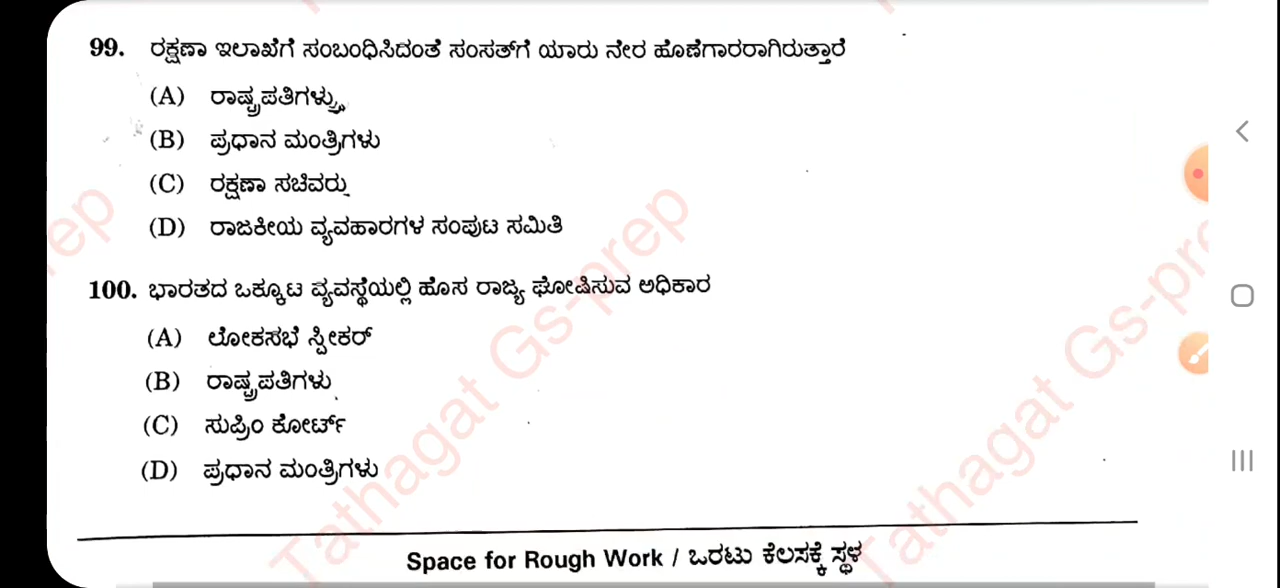 99. ರಕ್ಷಣಾ ಇಲಾಖೆಗೆ ಸಂಬಂಧಿಸಿದಂತೆ ಸಂಸತ್‌ಗೆ ಯಾರು ನೇರ ಹೊಣೆಗಾರರಾಗಿರುತ್ತಾರೆ
(A) ರಾಷ್ಟ್ರಪತಿಗಳು
(B) ಪ್ರಧಾನ ಮಂತ್ರಿಗಳು
(C) ರಕ್ಷಣಾ ಸಚಿವರು
(D) ರಾಜಕೀಯ ವ್ಯವಹಾರಗಳ ಸಂಪುಟ ಸಮಿತಿ
100. ಭಾರತದ ಒಕ್ಕೂಟ ವ್ಯವಸ್ಥೆಯಲ್ಲಿ ಹೊಸ ರಾಜ್ಯ ಘೋಷಿಸುವ ಅಧಿಕಾರ
(A) ಲೋಕಸಭೆ ಸ್ಪೀಕರ್
(B) ರಾಷ್ಟ್ರಪತಿಗಳು
(C) ಸುಪ್ರಿಂ ಕೋರ್ಟ್
(D) ಪ್ರಧಾನ ಮಂತ್ರಿಗಳು
Space for Rough Work / ಒರಟು ಕೆಲಸಕ್ಕೆ ಸ್ಥಳ
ep
Tathagat Gs-prep
Tathagat Gs-pre